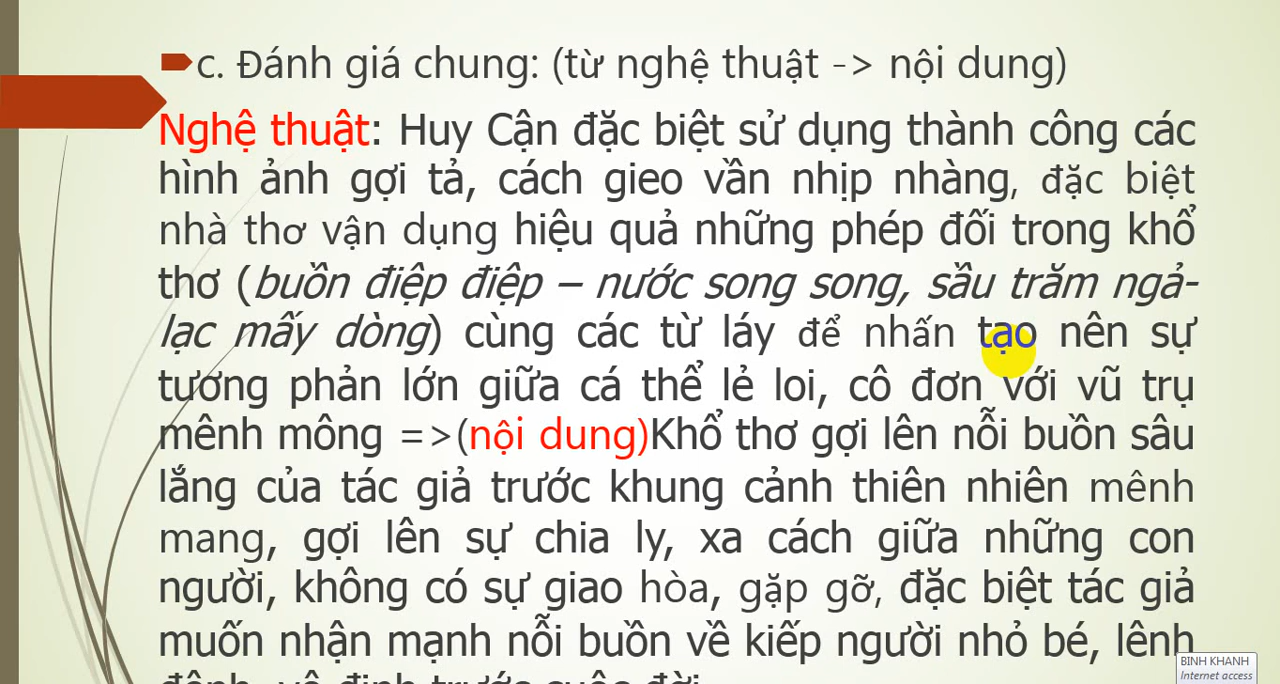 c. Đánh giá chung: (từ nghệ thuật -> nội dung)
Nghệ thuật: Huy Cận đặc biệt sử dụng thành công các
hình ảnh gợi tả, cách gieo vần nhịp nhàng, đặc biệt
nhà thơ vận dụng hiệu quả những phép đối trong khổ
thơ (buồn điệp điệp – nước song song, sầu trăm ngả-
lạc mấy dòng) cùng các từ láy để nhấn tạo nên sự
tương phản lớn giữa cá thể lẻ loi, cô đơn với vũ trụ
mênh mông =>(nội dung)Khổ thơ gợi lên nỗi buồn sâu
lắng của tác giả trước khung cảnh thiên nhiên mênh
mang, gợi lên sự chia ly, xa cách giữa những con
người, không có sự giao hòa, gặp gỡ, đặc biệt tác giả
muốn nhận mạnh nỗi buồn về kiếp người nhỏ bé, lênh
đênh, vô định trước cuộc đời
BINH KHANH
Internet access